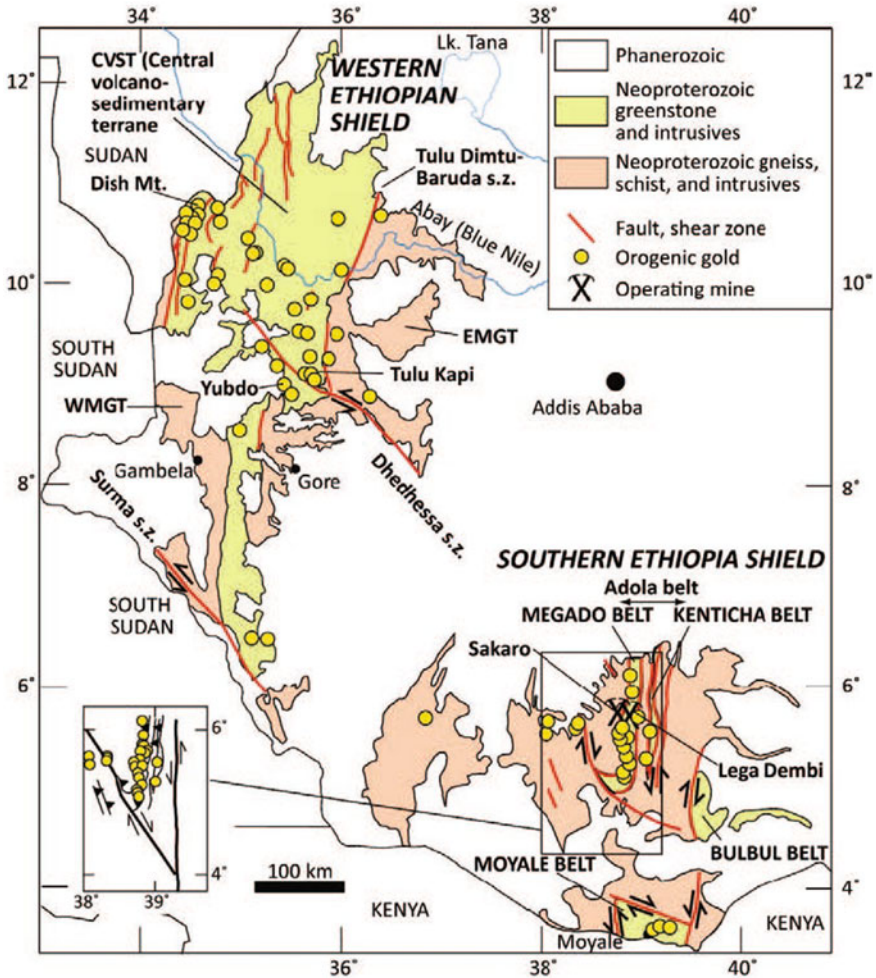 34°
36°
38°
40°
12°
10°
8°
6°
Lk. Tana
CVST (Central
volcano-
sedimentary
terrane
WESTERN
ETHIOPIAN
SHIELD
SUDAN
Dish Mt.
Tulu Dimtu-
Baruda s.z.
Abay (Blue Nile)
Phanerozoic
Neoproterozoic
greenstone
and intrusives
Neoproterozoic gneiss,
schist, and intrusives
Fault, shear zone
Orogenic gold
Operating mine
12°
10°
8°
6°
4°
SOUTH
SUDAN
EMGT
WMGT
Yubdo
Tulu Kapi
Addis Ababa
Gambela
Gore
Surma s.z.
Dhedhessa s.z.
SOUTH
SUDAN
SOUTHERN ETHIOPIA SHIELD
Adola belt
MEGADO BELT
KENTICHA BELT
Sakaro
Lega Dembi
BULBUL BELT
MOYALE BELT
6°
4°
38°
39°
100 km
KENYA
Moyale
KENYA
34°
36°
38°
40°